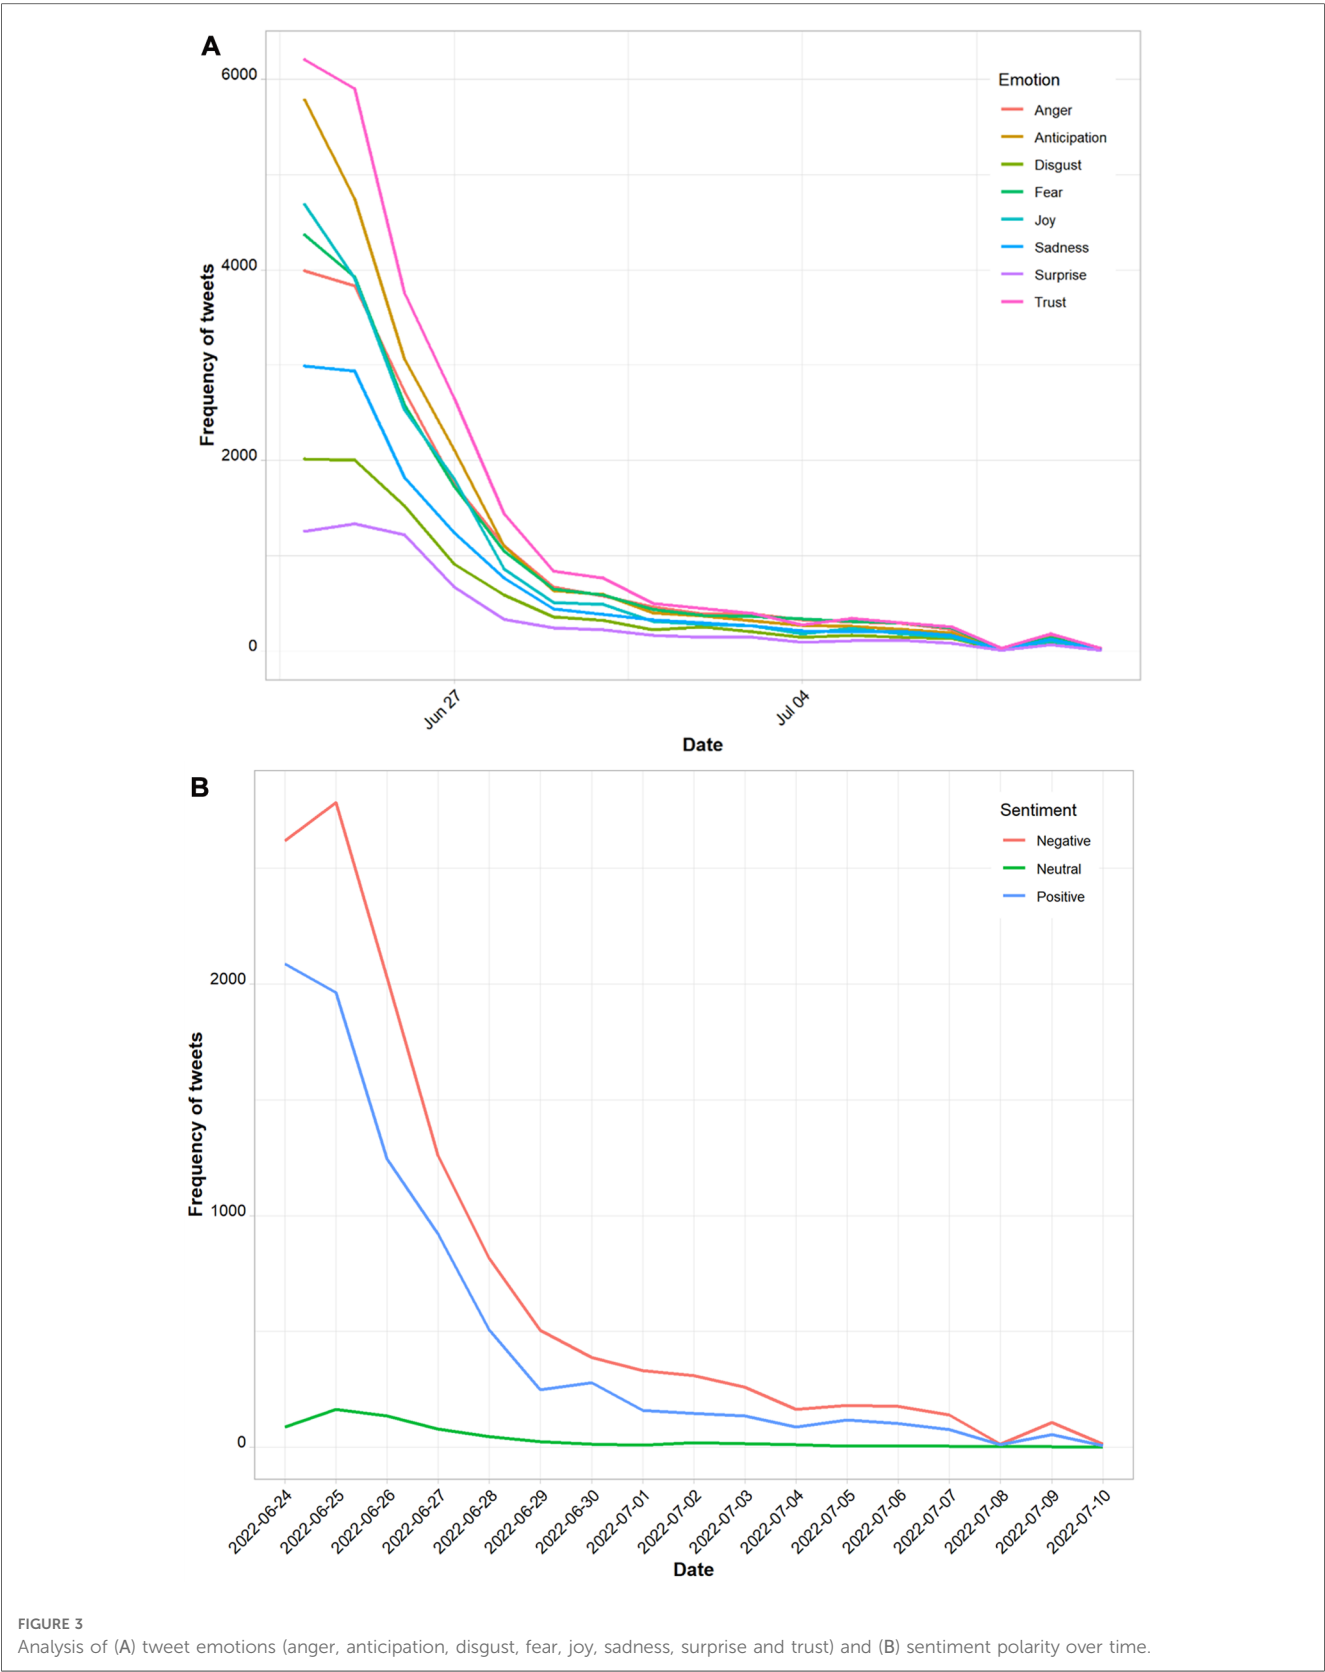 A
6000
4000
2000
0
Frequency of tweets
Emotion
Anger
Anticipation
Disgust
Fear
Joy
Sadness
Surprise
Trust
Jun 27
Jul 04
Date
B
2000
1000
0
Frequency of tweets
Sentiment
Negative
Neutral
Positive
2022-06-24
2022-06-25
2022-06-26
2022-06-27
2022-06-28
2022-06-29
2022-06-30
2022-07-01
2022-07-02
2022-07-03
2022-07-04
2022-07-05
2022-07-06
2022-07-07
2022-07-08
2022-07-09
2022-07-10
Date
FIGURE 3
Analysis of (A) tweet emotions (anger, anticipation, disgust, fear, joy, sadness, surprise and trust) and (B) sentiment polarity over time.